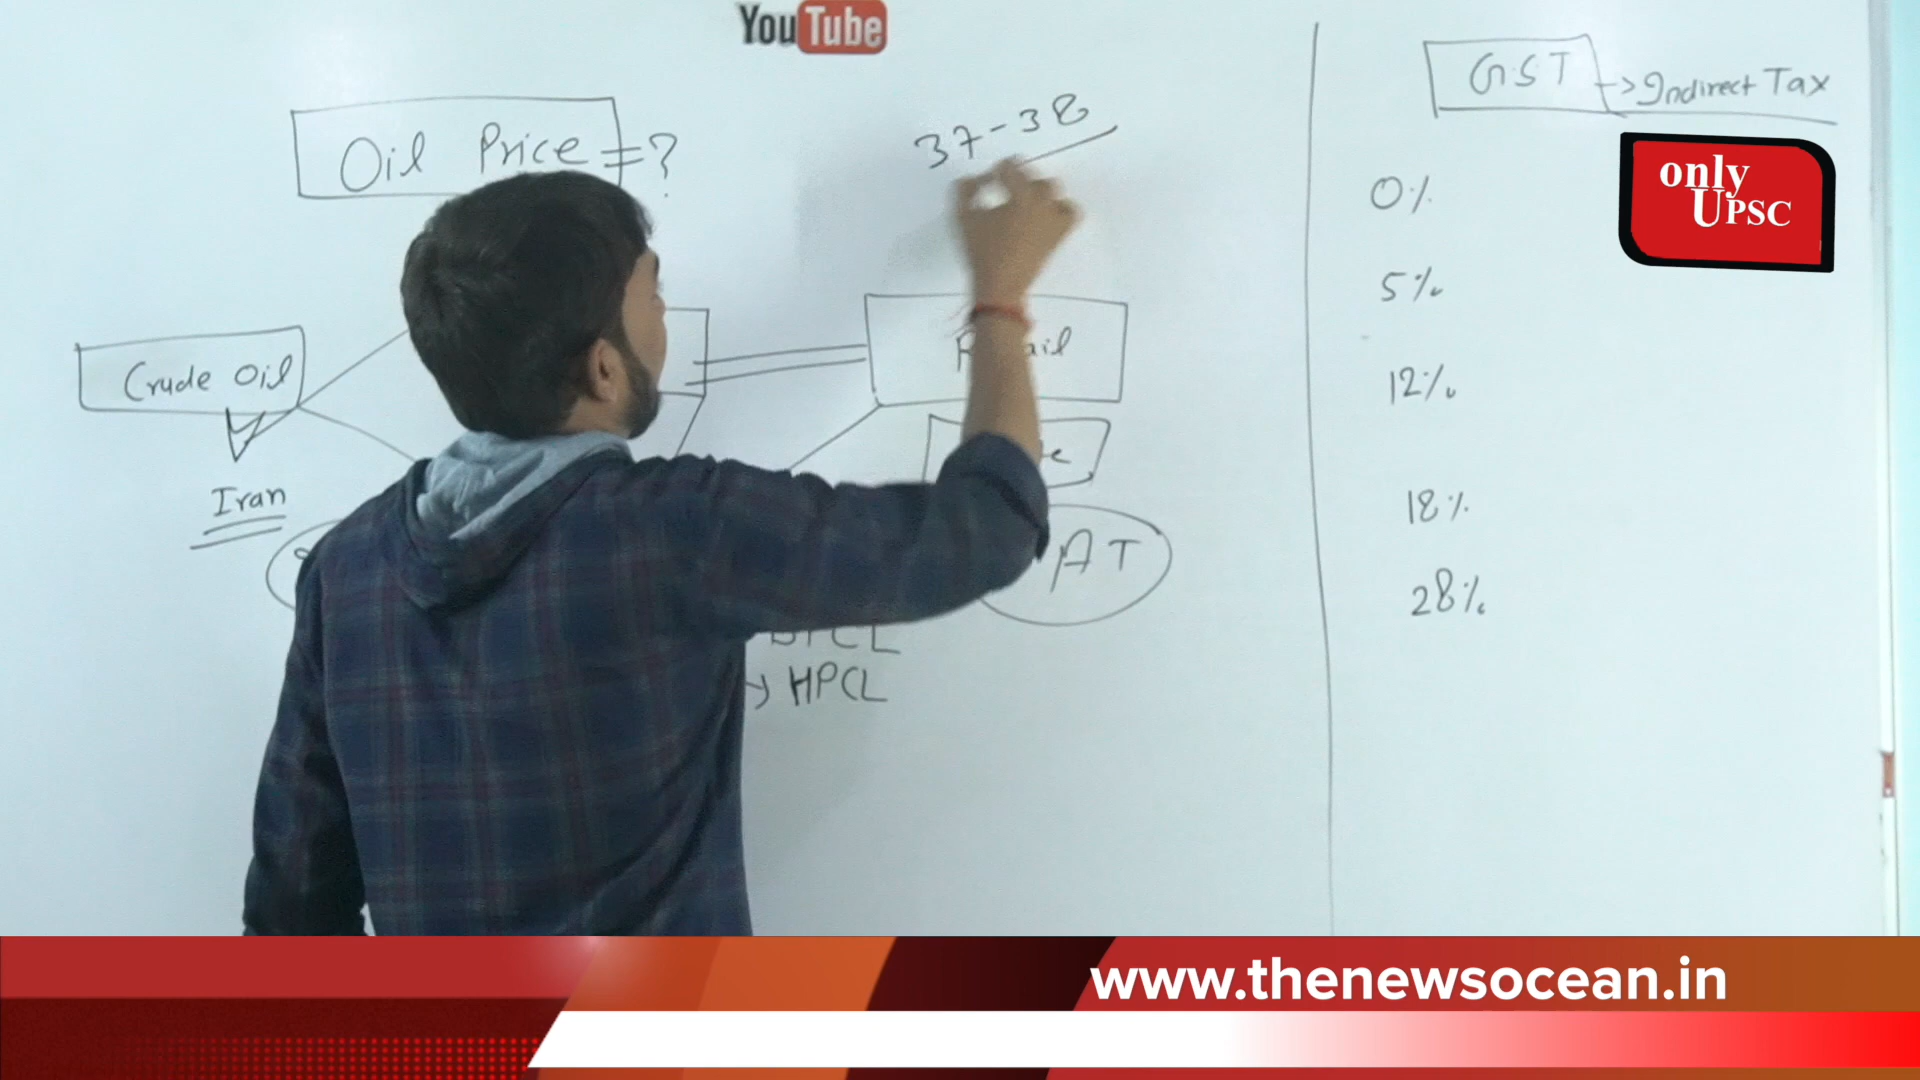 YouTube
Oil Price = ?
37-38
Crude Oil
Iran
AT
HPCL
GST → Indirect Tax
0%
5%
12%
18%
28%
only
UPSC
www.thenewsocean.in